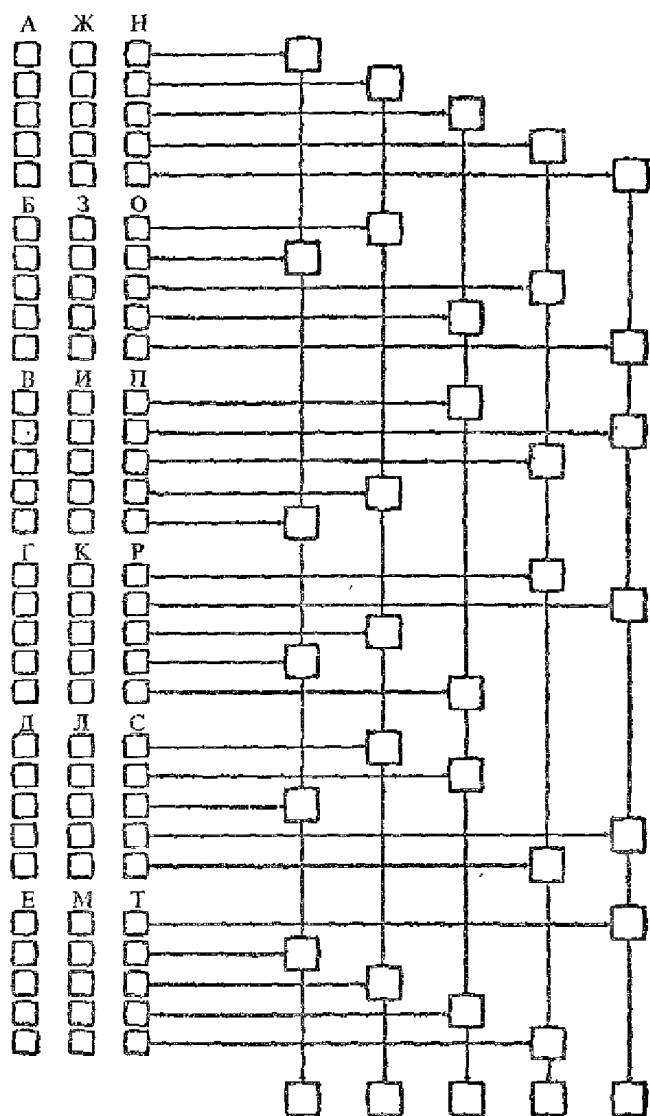 А Ж Н
Б З О
В И П
Г К Р
Д Л С
Е М Т